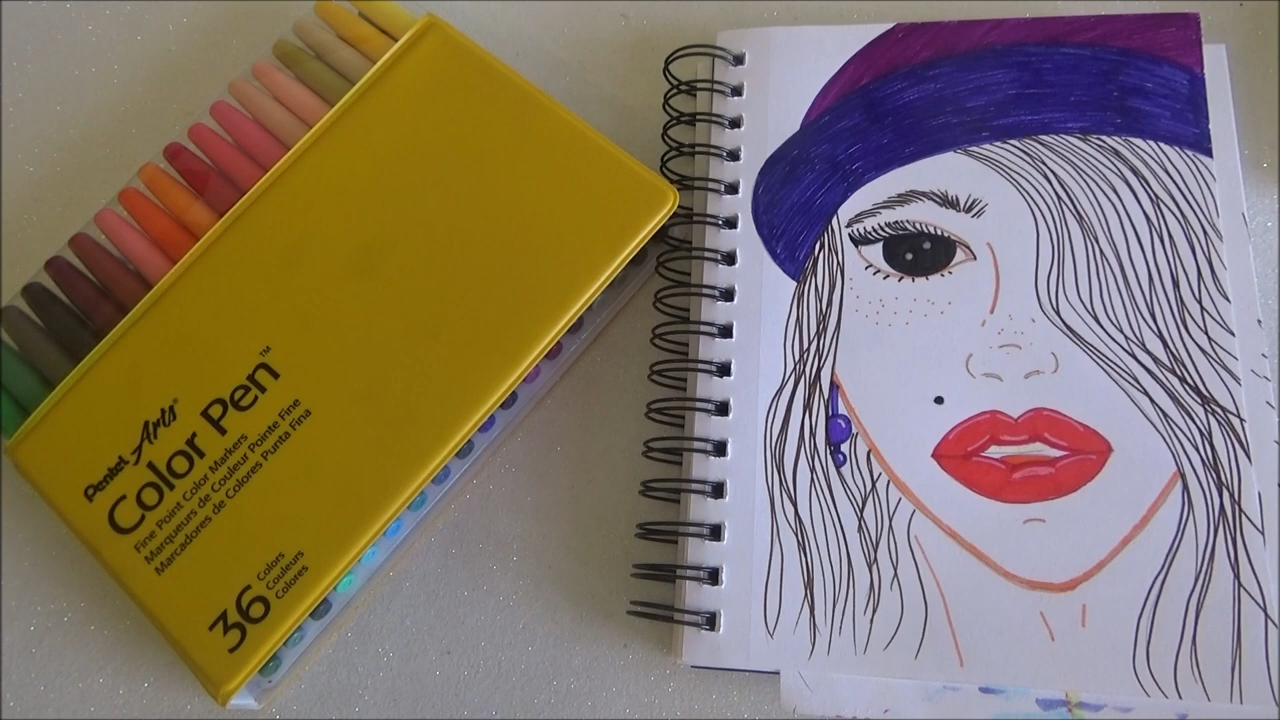 Pentel Arts®
Color Pen™
Fine Point Color Markers
Marqueurs de Couleur Pointe Fine
Marcadores de Colores Punta Fina
36 Colors
Couleurs
Colores